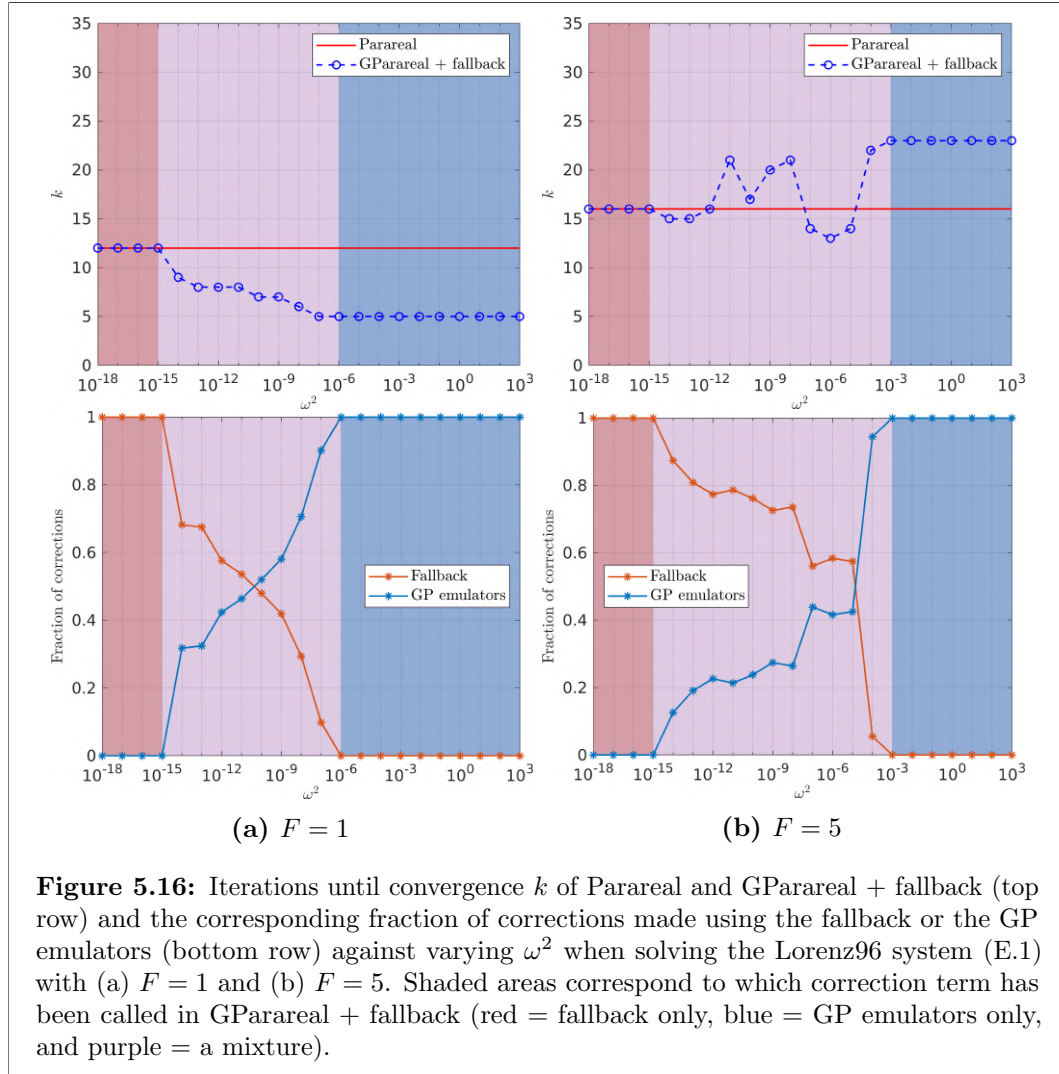 35
30
25
20
15
10
5
0
k
Parareal
GParareal + fallback
10^-18 10^-15 10^-12 10^-9 10^-6 10^-3 10^0 10^3
ω^2
35
30
25
20
15
10
5
0
k
Parareal
GParareal + fallback
10^-18 10^-15 10^-12 10^-9 10^-6 10^-3 10^0 10^3
ω^2
1
0.8
0.6
0.4
0.2
0
Fraction of corrections
Fallback
GP emulators
10^-18 10^-15 10^-12 10^-9 10^-6 10^-3 10^0 10^3
ω^2
(a) F = 1
1
0.8
0.6
0.4
0.2
0
Fraction of corrections
Fallback
GP emulators
10^-18 10^-15 10^-12 10^-9 10^-6 10^-3 10^0 10^3
ω^2
(b) F = 5
Figure 5.16: Iterations until convergence k of Parareal and GParareal + fallback (top
row) and the corresponding fraction of corrections made using the fallback or the GP
emulators (bottom row) against varying ω^2 when solving the Lorenz96 system (E.1)
with (a) F = 1 and (b) F = 5. Shaded areas correspond to which correction term has
been called in GParareal + fallback (red = fallback only, blue = GP emulators only,
and purple = a mixture).